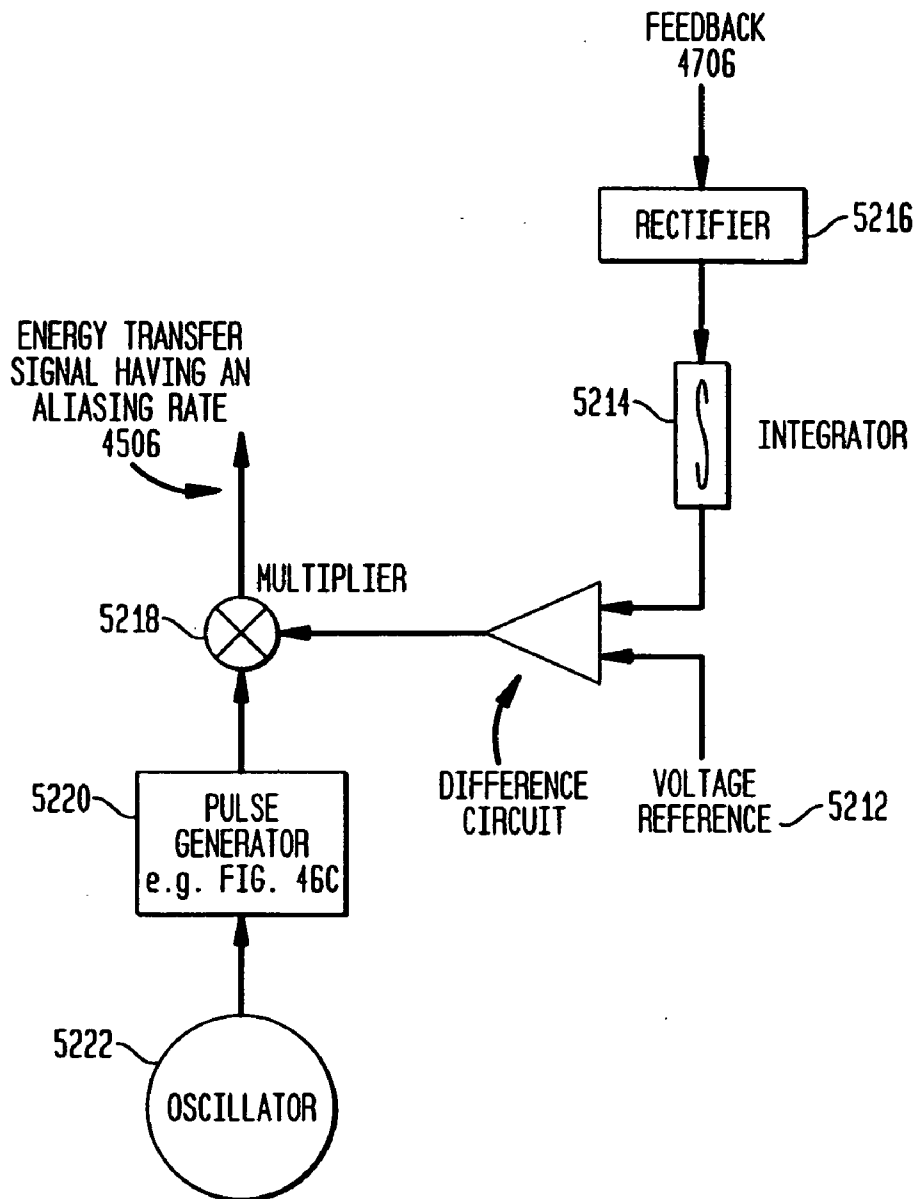 FEEDBACK
4706
RECTIFIER
5216
ENERGY TRANSFER
SIGNAL HAVING AN
ALIASING RATE
4506
5214
INTEGRATOR
MULTIPLIER
5218
5220
PULSE
GENERATOR
e.g. FIG. 46C
DIFFERENCE
CIRCUIT
VOLTAGE
REFERENCE
5212
5222
OSCILLATOR